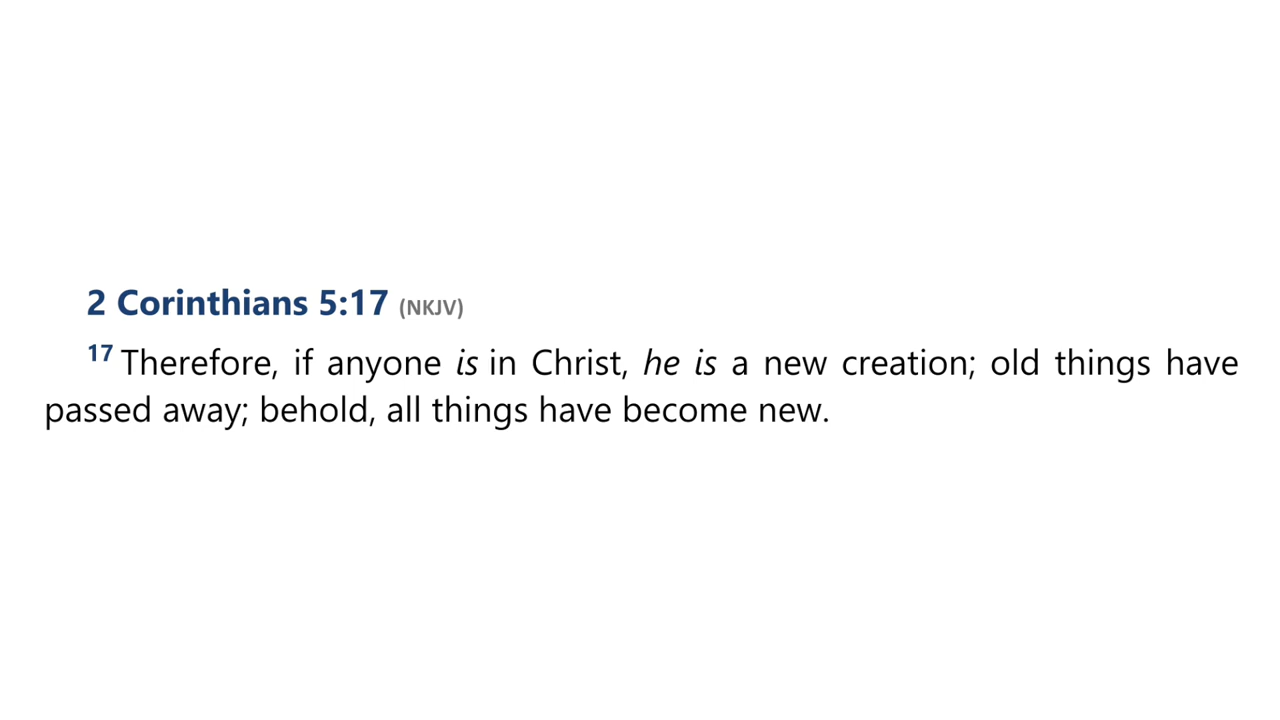 2 Corinthians 5:17 (NKJV)
17 Therefore, if anyone is in Christ, he is a new creation; old things have
passed away; behold, all things have become new.